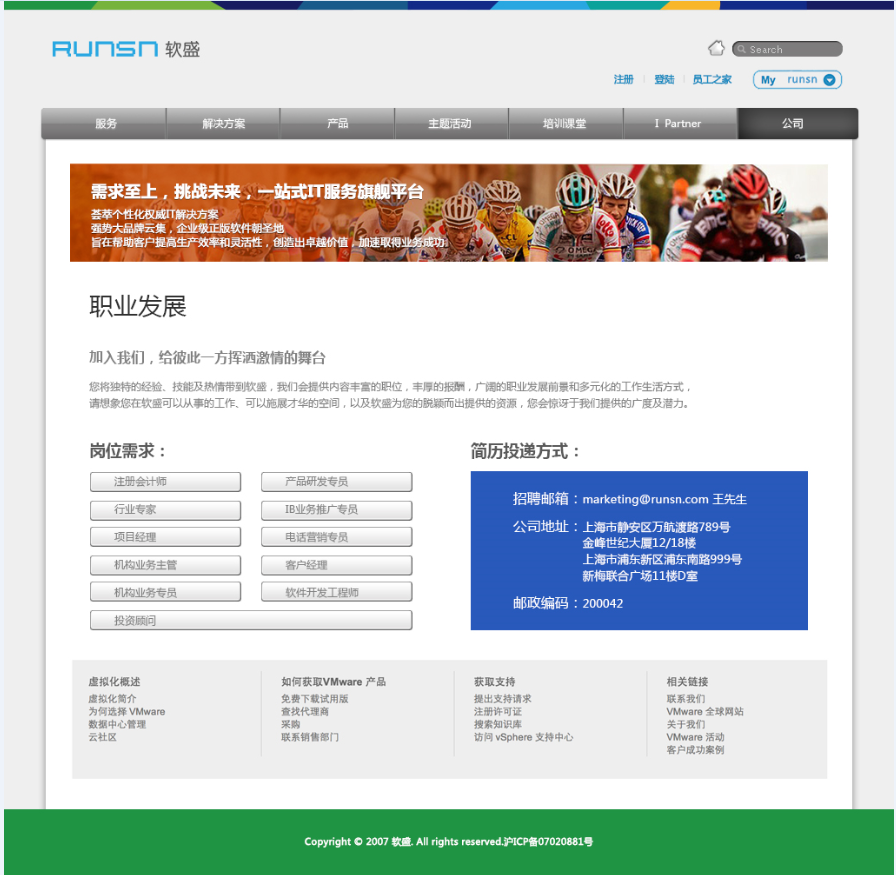 RUNSN 软盛
Search
注册 登陆 员工之家 My runsn
服务 解决方案 产品 主题活动 培训课堂 I Partner 公司
需求至上，挑战未来，一站式IT服务旗舰平台
荟萃个性化权威IT解决方案
强势大品牌云集，企业级正版软件朝圣地
旨在帮助客户提高生产效率和灵活性，创造出卓越价值，加速取得业务成功
职业发展
加入我们，给彼此一方挥洒激情的舞台
您将独特的经验、技能及热情带到软盛，我们会提供内容丰富的职位，丰厚的报酬，广阔的职业发展前景和多元化的工作生活方式，
请想象您在软盛可以从事的工作、可以施展才华的空间，以及软盛为您的脱颖而出提供的资源，您会惊讶于我们提供的广度及潜力。
岗位需求：
注册会计师 产品研发专员
行业专家 IB业务推广专员
项目经理 电话营销专员
机构业务主管 客户经理
机构业务专员 软件开发工程师
投资顾问
简历投递方式：
招聘邮箱：marketing@runsn.com 王先生
公司地址：上海市静安区万航渡路789号
金峰世纪大厦12/18楼
上海市浦东新区浦东南路999号
新梅联合广场11楼D室
邮政编码：200042
虚拟化概述
虚拟化简介
为何选择 VMware
数据中心管理
云社区
如何获取VMware 产品
免费下载试用版
查找代理商
采购
联系销售部门
获取支持
提出支持请求
注册许可证
搜索知识库
访问 vSphere 支持中心
相关链接
联系我们
VMware 全球网站
关于我们
VMware 活动
客户成功案例
Copyright © 2007 软盛. All rights reserved.沪ICP备07020881号